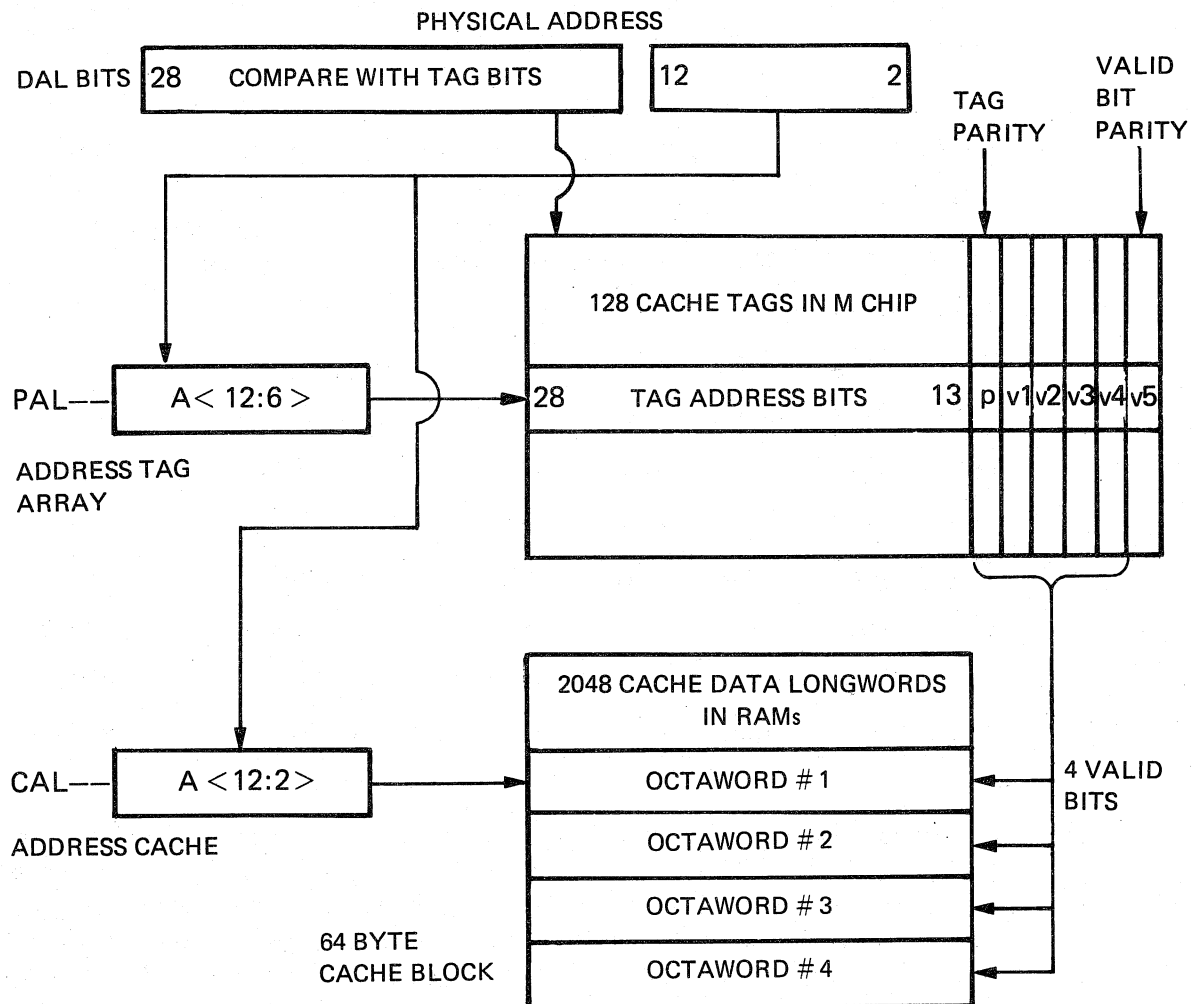 PHYSICAL ADDRESS
DAL BITS 28 COMPARE WITH TAG BITS 12 2
TAG
PARITY
VALID
BIT
PARITY
128 CACHE TAGS IN M CHIP
PAL—— A< 12:6 > 28 TAG ADDRESS BITS 13 p v1 v2 v3 v4 v5
ADDRESS TAG
ARRAY
2048 CACHE DATA LONGWORDS
IN RAMs
CAL—— A <12:2> OCTAWORD #1
4 VALID
BITS
ADDRESS CACHE
OCTAWORD #2
OCTAWORD #3
64 BYTE
CACHE BLOCK
OCTAWORD #4